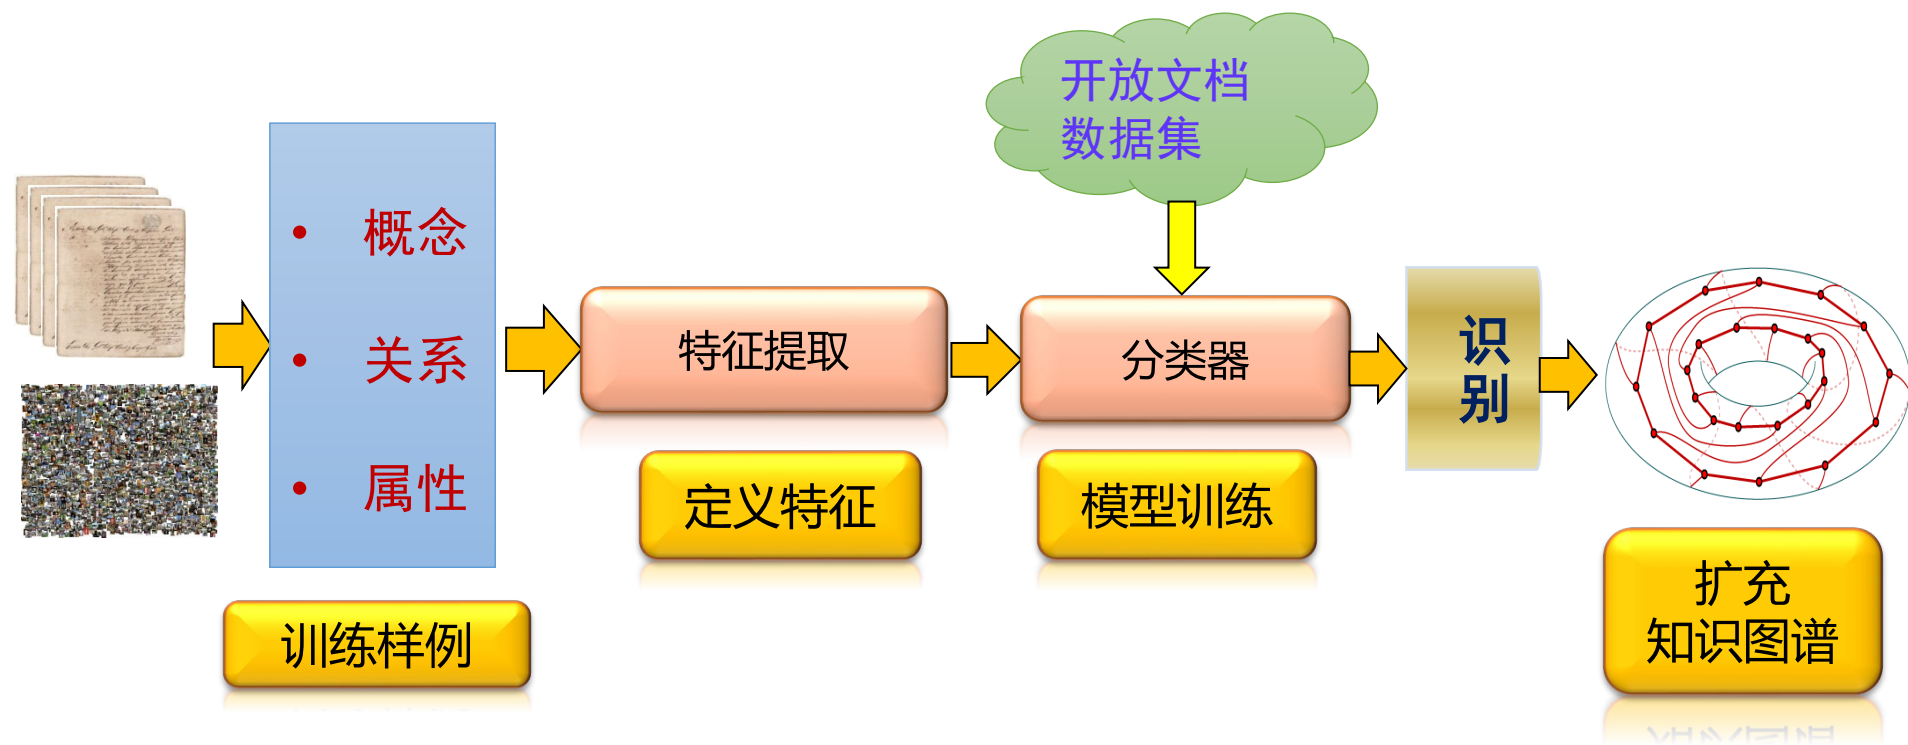 开放文档
数据集
• 概念
• 关系
• 属性
特征提取
分类器
识
别
定义特征
模型训练
训练样例
扩充
知识图谱